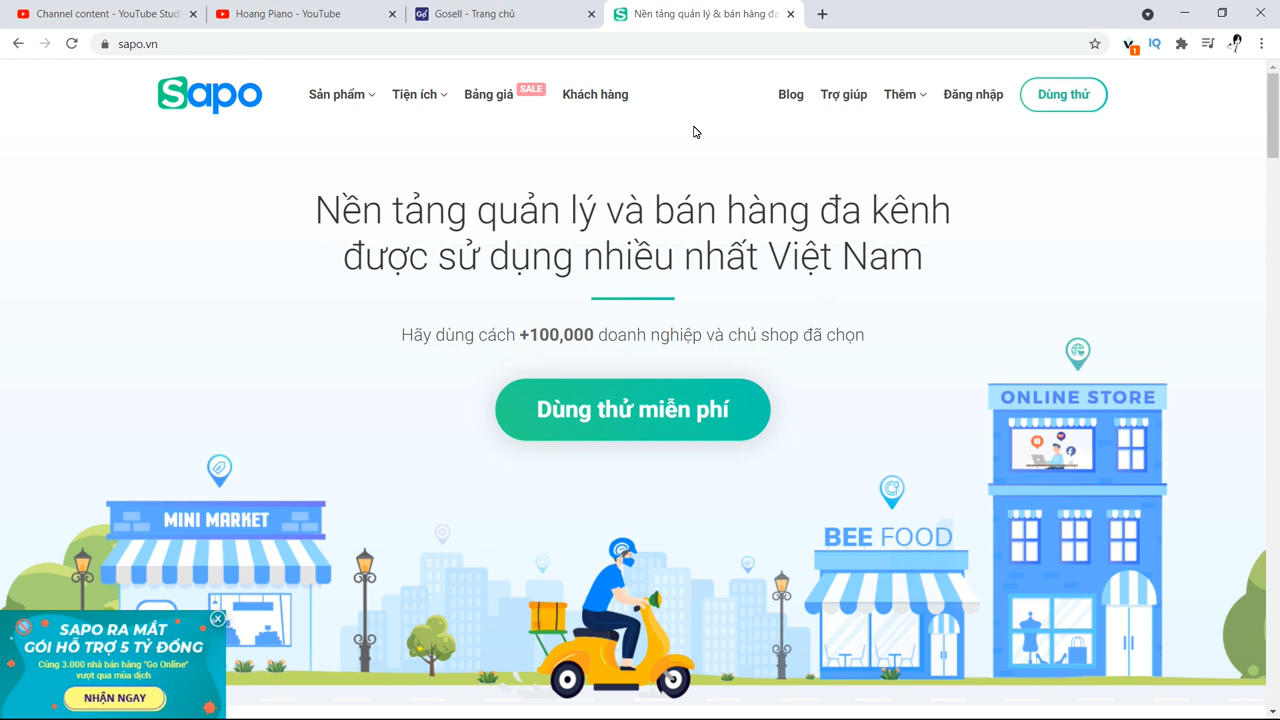 Channel content - YouTube Studi
Hoang Piano - YouTube
Gosell - Trang chủ
Nền tảng quản lý & bán hàng đa
sapo.vn
1
IQ
Sapo
Sản phẩm
Tiện ích
Bảng giá
SALE
Khách hàng
Blog
Trợ giúp
Thêm
Đăng nhập
Dùng thử
Nền tảng quản lý và bán hàng đa kênh
được sử dụng nhiều nhất Việt Nam
Hãy dùng cách +100,000 doanh nghiệp và chủ shop đã chọn
Dùng thử miễn phí
ONLINE STORE
MINI MARKET
BEE FOOD
SAPO RA MẮT
GÓI HỖ TRỢ 5 TỶ ĐỒNG
Cùng 3.000 nhà bán hàng "Go Online"
vượt qua mùa dịch
NHẬN NGAY